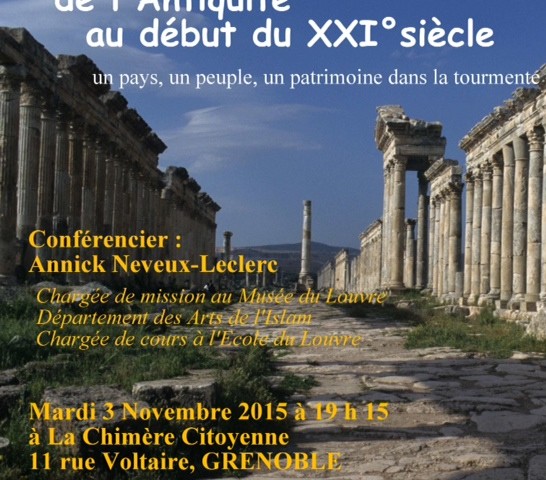 de l'Antiquité
au début du XXI°siècle
un pays, un peuple, un patrimoine dans la tourmente
Conférencier :
Annick Neveux-Leclerc
Chargée de mission au Musée du Louvre
Département des Arts de l'Islam
Chargée de cours à l'Ecole du Louvre
Mardi 3 Novembre 2015 à 19 h 15
à La Chimère Citoyenne
11 rue Voltaire, GRENOBLE